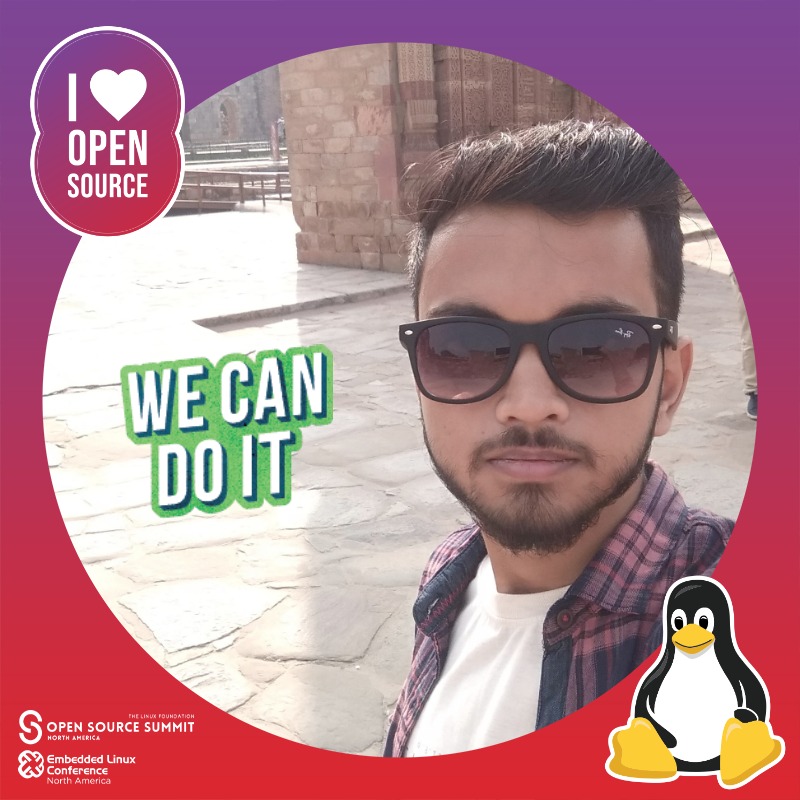 I ♥
OPEN
SOURCE
WE CAN
DO IT
THE LINUX FOUNDATION
OPEN SOURCE SUMMIT
NORTH AMERICA
Embedded Linux
Conference
North America